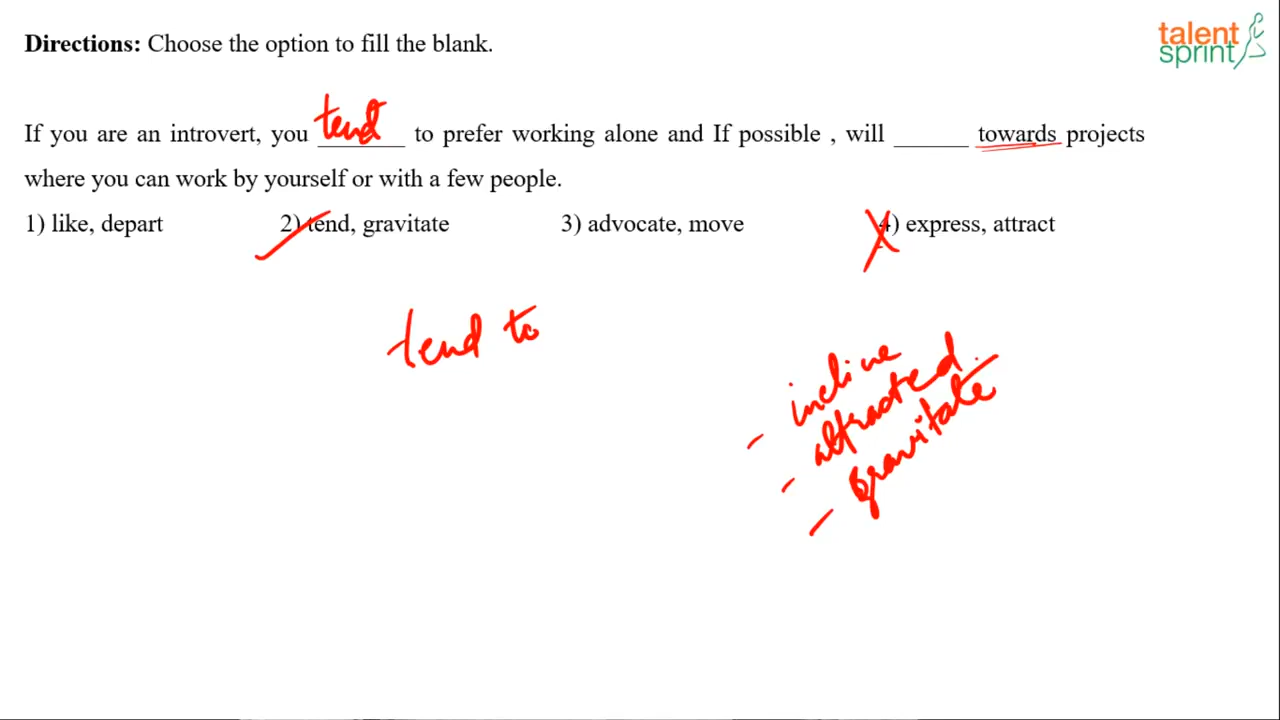 Directions: Choose the option to fill the blank.
talent
sprint
If you are an introvert, you tend to prefer working alone and If possible , will ______ towards projects
where you can work by yourself or with a few people.
1) like, depart 2) tend, gravitate 3) advocate, move 4) express, attract
tend to
- incline
- attracted
- gravitate